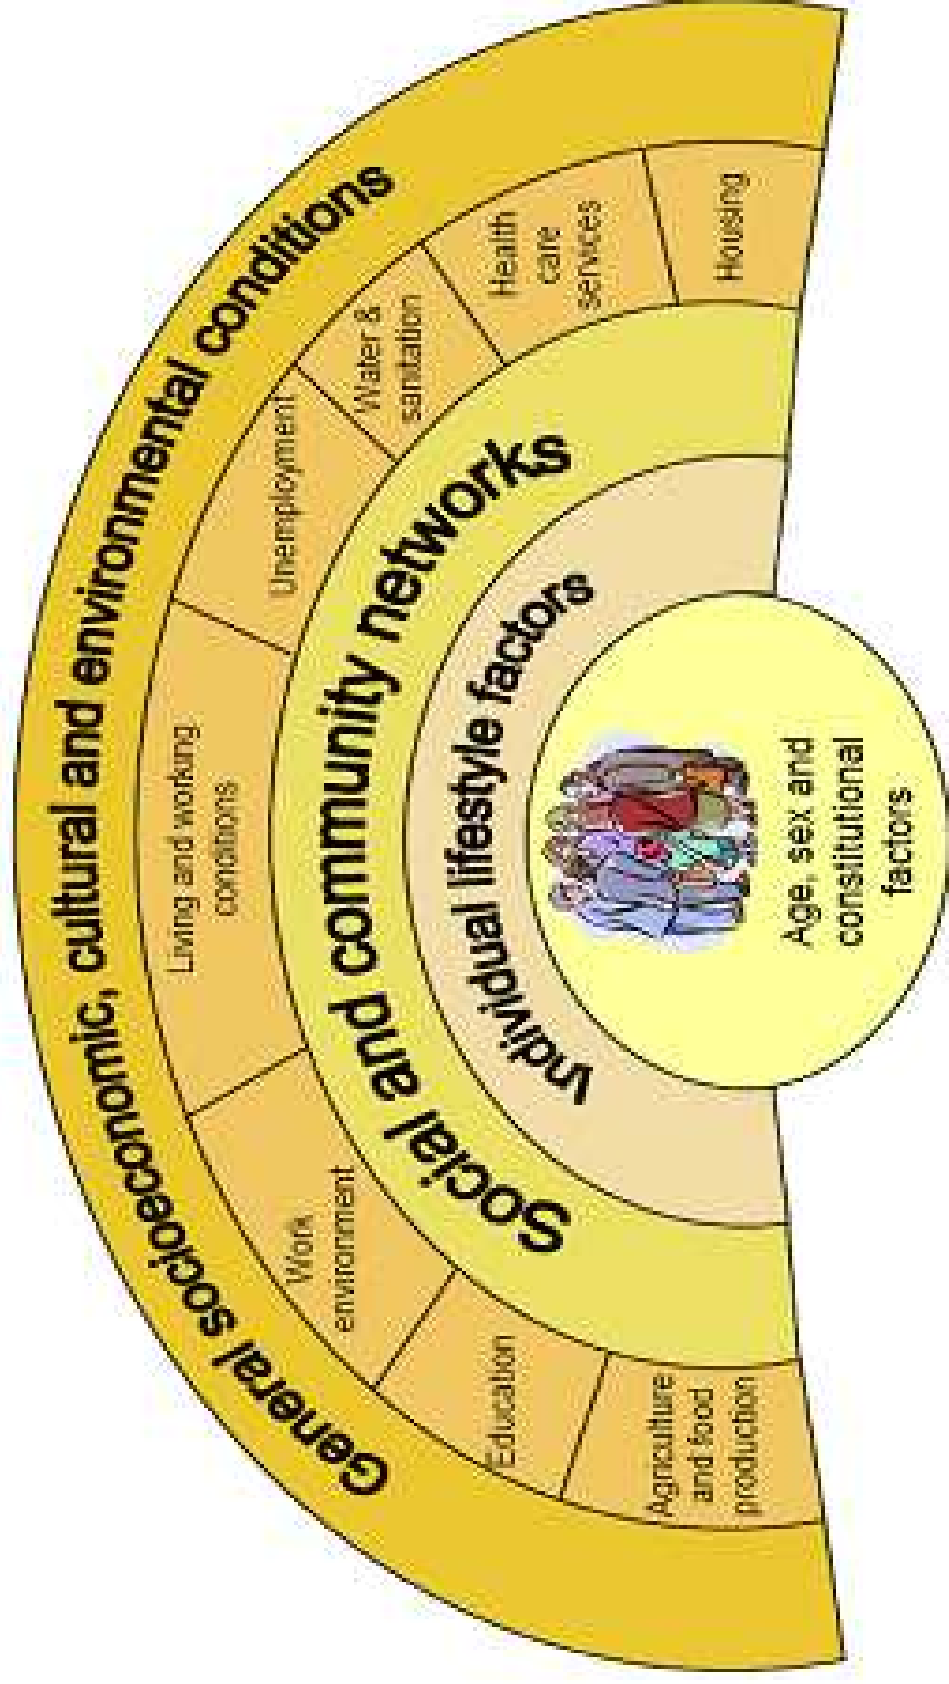 General socioeconomic, cultural and environmental conditions
Living and working
conditions
Work
environment
Unemployment
Education
Water &
sanitation
Agriculture
and food
production
Health
care
services
Housing
Social and community networks
Individual lifestyle factors
Age, sex and
constitutional
factors